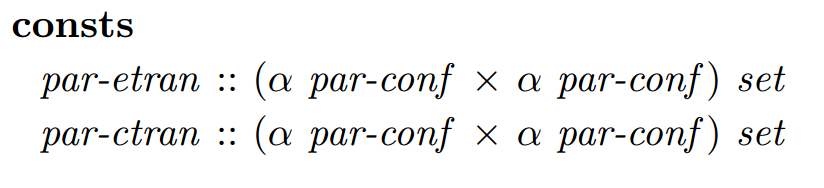 consts
par-etran :: (α par-conf × α par-conf) set
par-ctran :: (α par-conf × α par-conf) set